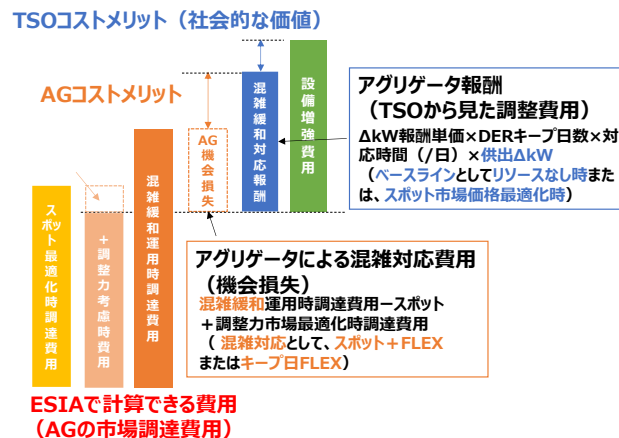 TSOコストメリット（社会的な価値）
AGコストメリット
スポット最適化時調達費用
＋調整力考慮時費用
混雑緩和運用時調達費用
AG機会損失
混雑緩和対応報酬
設備増強費用
アグリゲータ報酬
（TSOから見た調整費用）
ΔkW報酬単価×DERキープ日数×対
応時間（/日）×供出ΔkW
（ベースラインとしてリソースなし時また
は、スポット市場価格最適化時）
アグリゲータによる混雑対応費用
（機会損失）
混雑緩和運用時調達費用ースポット
＋調整力市場最適化時調達費用
（ 混雑対応として、スポット＋FLEX
またはキープ日FLEX）
ESIAで計算できる費用
（AGの市場調達費用）